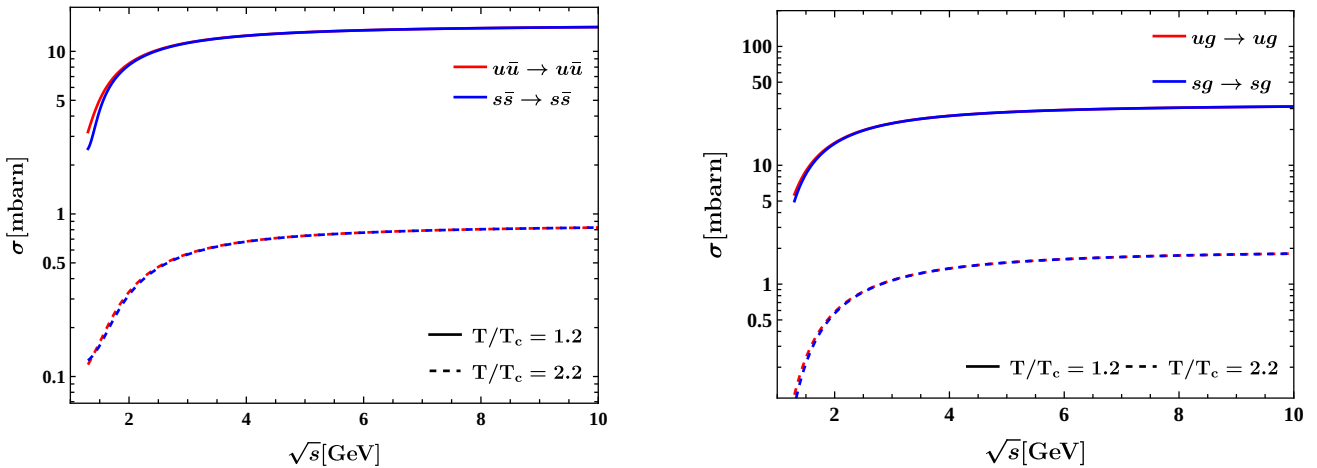 10
5
1
0.5
0.1
σ[mbarn]
uū → uū
ss̄ → ss̄
T/Tc = 1.2
T/Tc = 2.2
2 4 6 8 10
√s[GeV]
100
50
10
5
1
0.5
σ[mbarn]
ug → ug
sg → sg
T/Tc = 1.2 T/Tc = 2.2
2 4 6 8 10
√s[GeV]